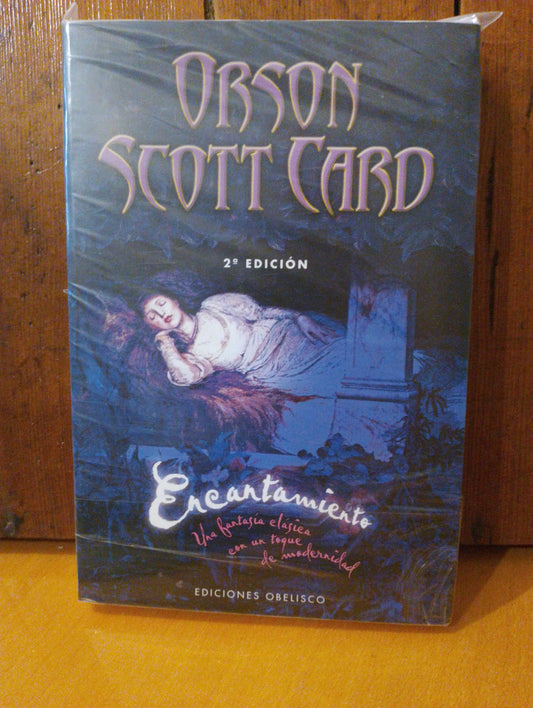 ORSON
SCOTT CARD
2ª EDICIÓN
Encantamiento
Una fantasía clásica
con un toque
de modernidad
EDICIONES OBELISCO